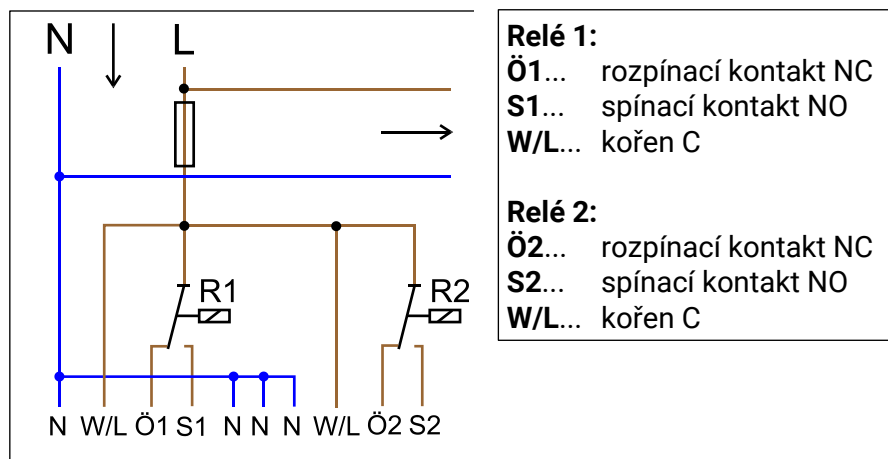 N L
R1 R2
N W/L Ö1 S1 N N N W/L Ö2 S2
Relé 1:
Ö1... rozpínací kontakt NC
S1... spínací kontakt NO
W/L... kořen C
Relé 2:
Ö2... rozpínací kontakt NC
S2... spínací kontakt NO
W/L... kořen C